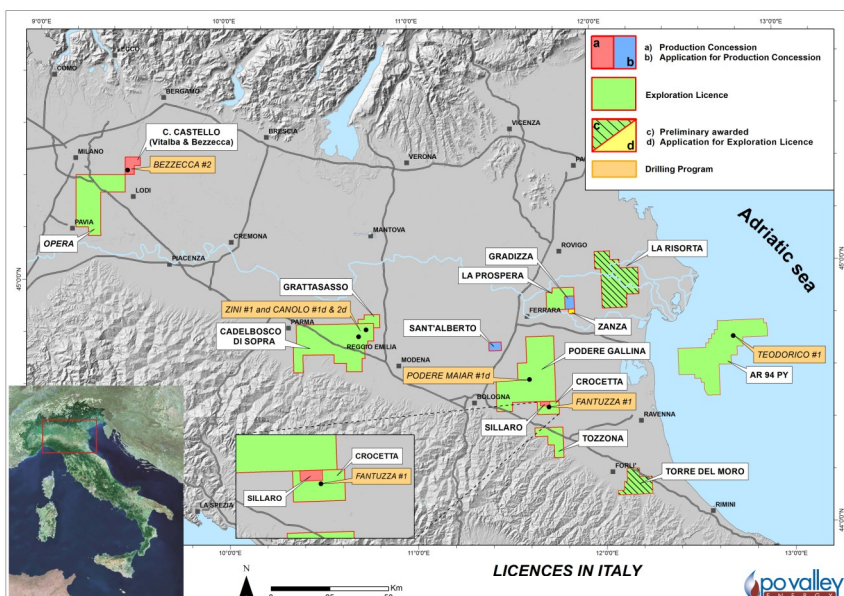 9°0'0"E
10°0'0"E
11°0'0"E
12°0'0"E
13°0'0"E
LECCO
COMO
BERGAMO
BRESCIA
VERONA
VICENZA
PA
C. CASTELLO
(Vitalba & Bezzecca)
MILANO
BEZZECCA #2
LODI
PAVIA
OPERA
CREMONA
PIACENZA
MANTOVA
ROVIGO
a
b
a) Production Concession
b) Application for Production Concession
Exploration Licence
c
d
c) Preliminary awarded
d) Application for Exploration Licence
Drilling Program
Adriatic sea
LA RISORTA
GRADIZZA
LA PROSPERA
FERRARA
ZANZA
45°0'0"N
45°0'0"N
GRATTASASSO
ZINI #1 and CANOLO #1d & 2d
PARMA
CADELBOSCO
DI SOPRA
REGGIO EMILIA
MODENA
SANT'ALBERTO
PODERE GALLINA
PODERE MAIAR #1d
CROCETTA
FANTUZZA #1
BOLOGNA
SILLARO
TOZZONA
RAVENNA
TEODORICO #1
AR 94 PY
FORLI'
TORRE DEL MORO
RIMINI
CROCETTA
FANTUZZA #1
SILLARO
LA SPEZIA
44°0'0"N
10°0'0"E
11°0'0"E
12°0'0"E
13°0'0"E
N
0
25
50
Km
LICENCES IN ITALY
po valley
ENERGY